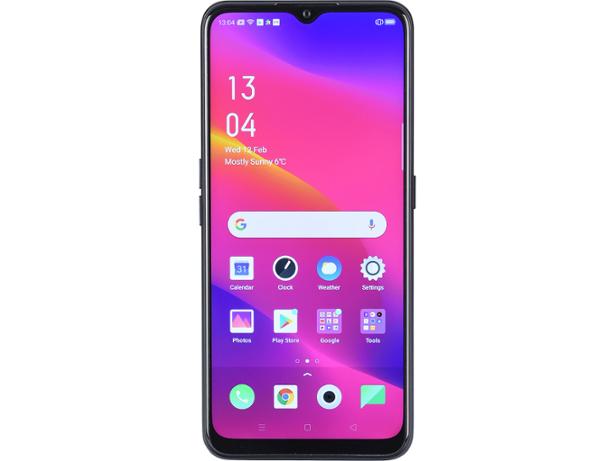 13:04
13
04
Wed 12 Feb
Mostly Sunny 6°C
G
31
Calendar
Clock
Weather
Settings
Photos
Play Store
Google
Tools